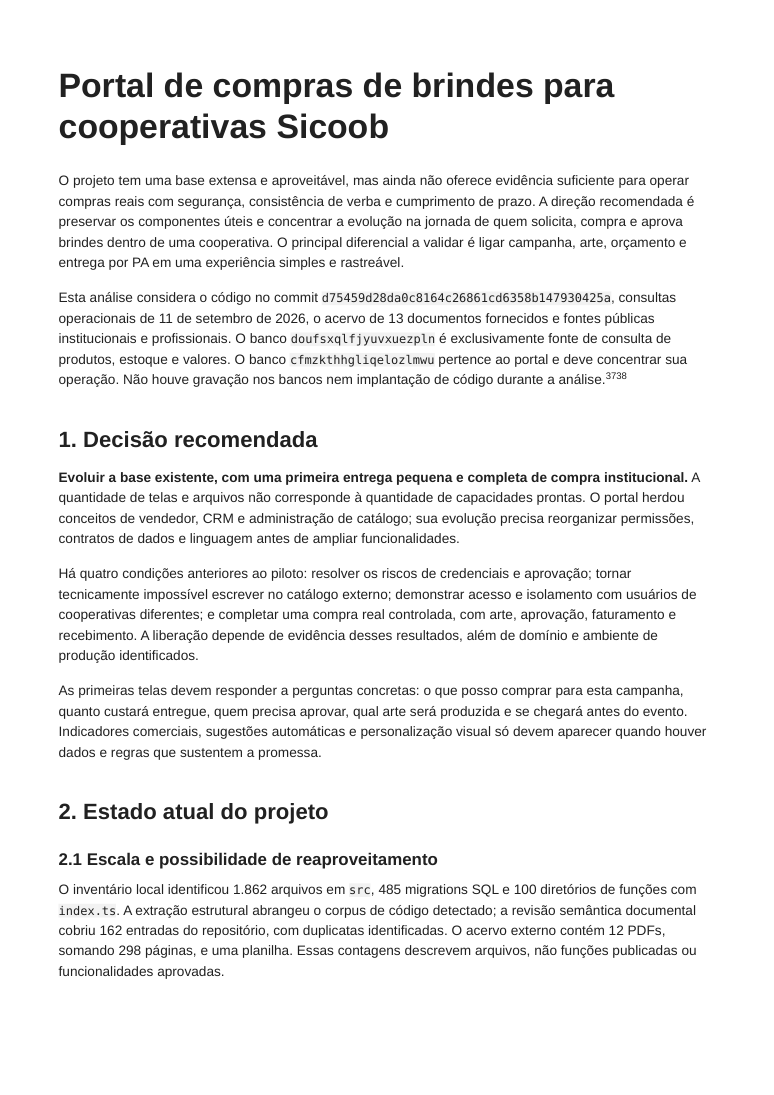 Portal de compras de brindes para
cooperativas Sicoob
O projeto tem uma base extensa e aproveitável, mas ainda não oferece evidência suficiente para operar
compras reais com segurança, consistência de verba e cumprimento de prazo. A direção recomendada é
preservar os componentes úteis e concentrar a evolução na jornada de quem solicita, compra e aprova
brindes dentro de uma cooperativa. O principal diferencial a validar é ligar campanha, arte, orçamento e
entrega por PA em uma experiência simples e rastreável.
Esta análise considera o código no commit d75459d28da0c8164c26861cd6358b147930425a, consultas
operacionais de 11 de setembro de 2026, o acervo de 13 documentos fornecidos e fontes públicas
institucionais e profissionais. O banco doufsxqlfjyuvxuezpln é exclusivamente fonte de consulta de
produtos, estoque e valores. O banco cfmzkthhgliqelozlmwu pertence ao portal e deve concentrar sua
operação. Não houve gravação nos bancos nem implantação de código durante a análise.3738
1. Decisão recomendada
Evoluir a base existente, com uma primeira entrega pequena e completa de compra institucional. A
quantidade de telas e arquivos não corresponde à quantidade de capacidades prontas. O portal herdou
conceitos de vendedor, CRM e administração de catálogo; sua evolução precisa reorganizar permissões,
contratos de dados e linguagem antes de ampliar funcionalidades.
Há quatro condições anteriores ao piloto: resolver os riscos de credenciais e aprovação; tornar
tecnicamente impossível escrever no catálogo externo; demonstrar acesso e isolamento com usuários de
cooperativas diferentes; e completar uma compra real controlada, com arte, aprovação, faturamento e
recebimento. A liberação depende de evidência desses resultados, além de domínio e ambiente de
produção identificados.
As primeiras telas devem responder a perguntas concretas: o que posso comprar para esta campanha,
quanto custará entregue, quem precisa aprovar, qual arte será produzida e se chegará antes do evento.
Indicadores comerciais, sugestões automáticas e personalização visual só devem aparecer quando houver
dados e regras que sustentem a promessa.
2. Estado atual do projeto
2.1 Escala e possibilidade de reaproveitamento
O inventário local identificou 1.862 arquivos em src, 485 migrations SQL e 100 diretórios de funções com
index.ts. A extração estrutural abrangeu o corpus de código detectado; a revisão semântica documental
cobriu 162 entradas do repositório, com duplicatas identificadas. O acervo externo contém 12 PDFs,
somando 298 páginas, e uma planilha. Essas contagens descrevem arquivos, não funções publicadas ou
funcionalidades aprovadas.